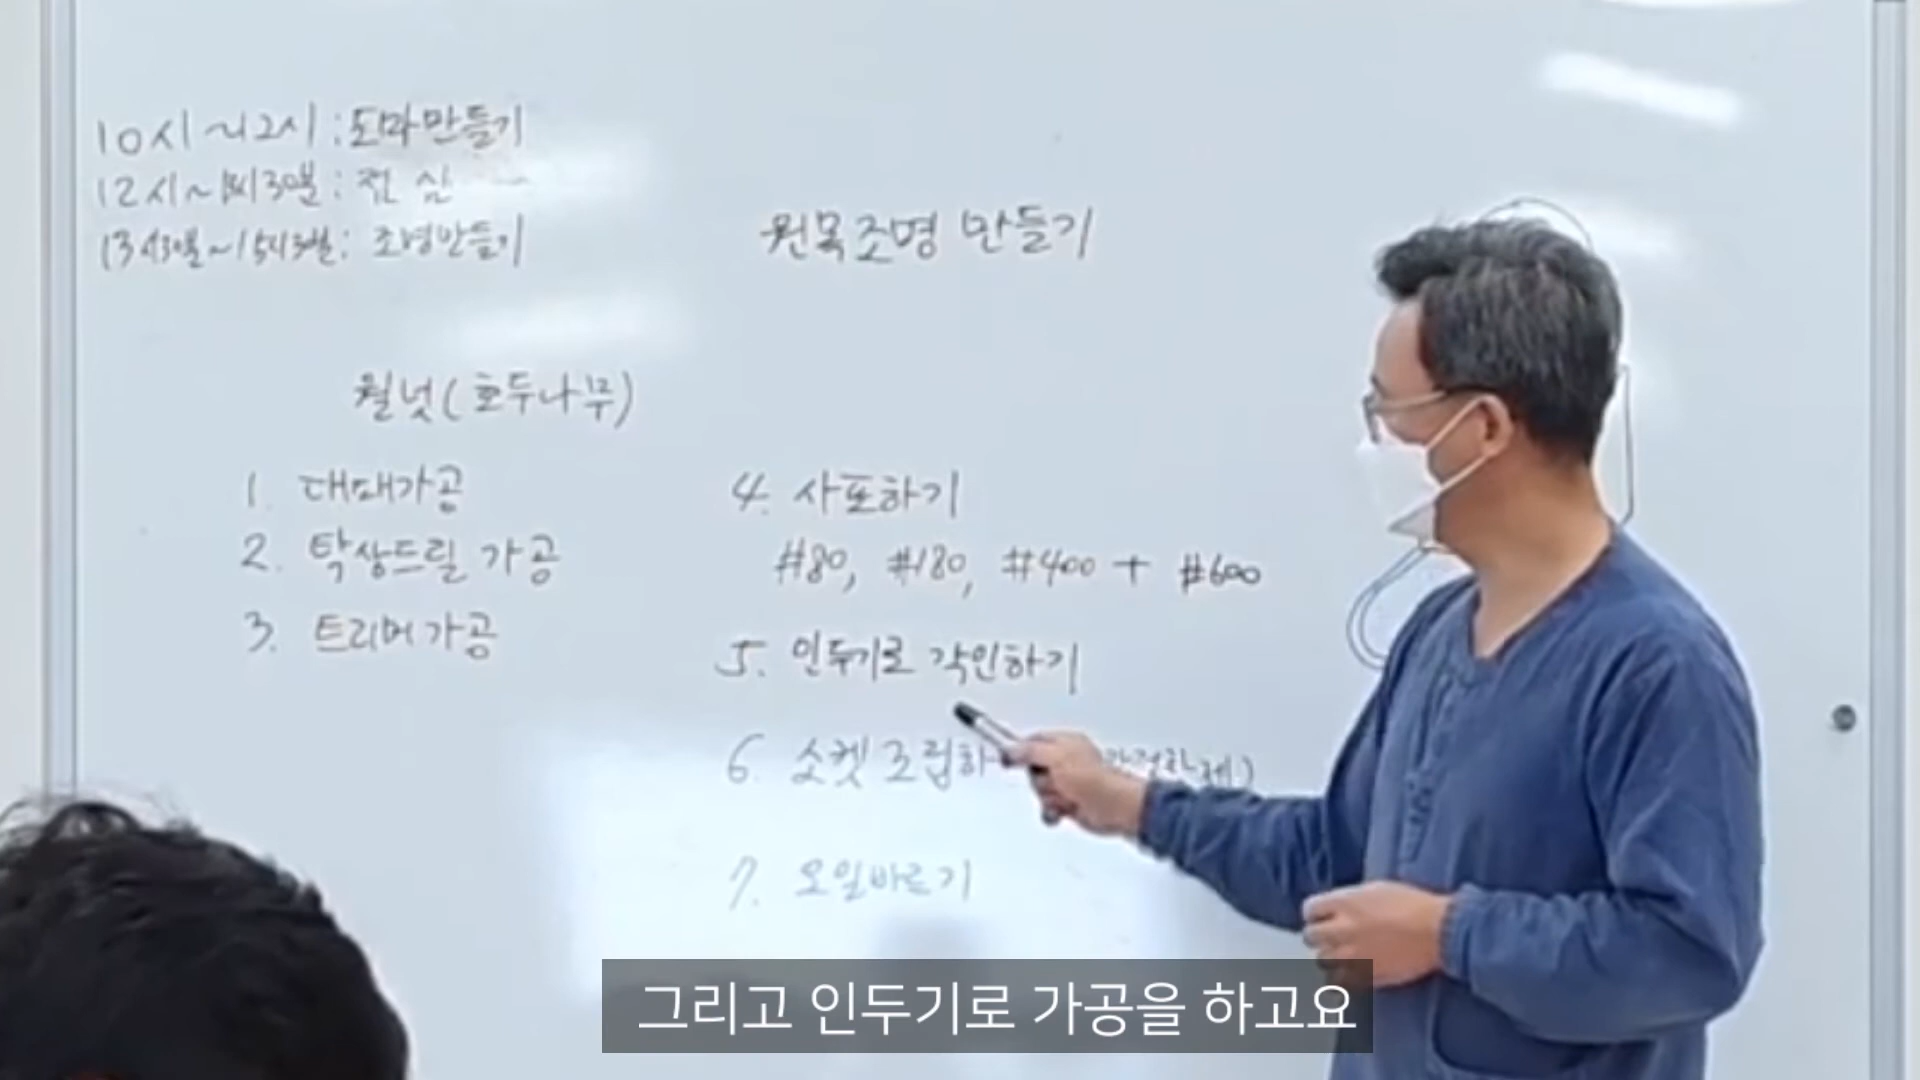 10시~12시 : 도마만들기
12시~13시30분 : 점심
13시30분~15시30분 : 조명만들기
원목조명 만들기
월넛(호두나무)
1. 대패가공
2. 탁상드릴 가공
3. 트리머가공
4. 사포하기
#80, #180, #400 + #600
5. 인두기로 각인하기
6. 소켓 조립하
7. 오일바르기
그리고 인두기로 가공을 하고요